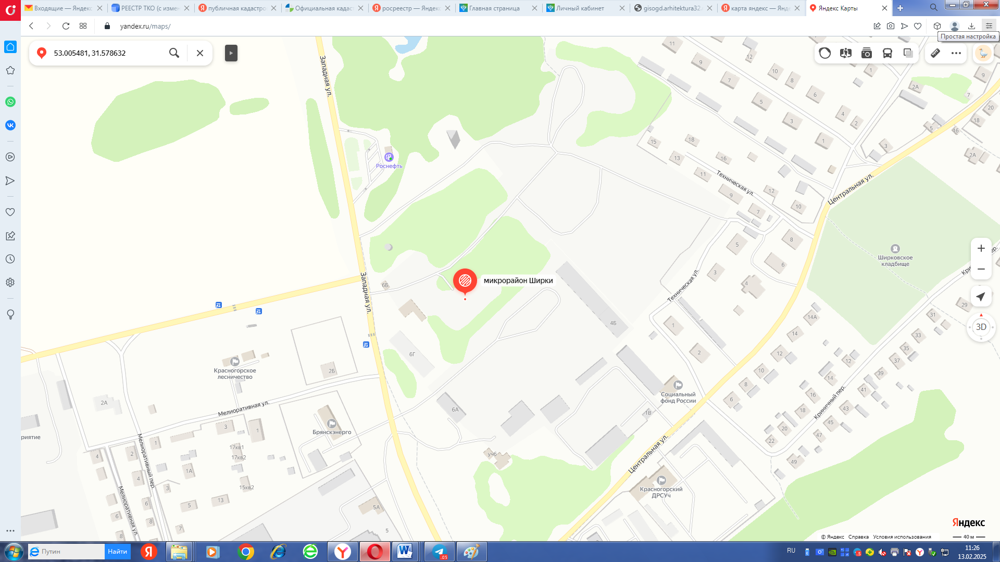 Входящие — Яндекс
РЕЕСТР ТКО (с измен
публичная кадастро
Официальная кадаст
росреестр — Яндекс
Главная страница
Личный кабинет
gisogd.arhitektura32.
карта яндекс — Янде
Яндекс Карты
yandex.ru/maps/
Простая настройка
53.005481, 31.578632
Западная ул.
Роснефть
11
12
9
7
10
8
1
5
6
3
4
2
1
2А
7
9
20
18
16
5
3
2А
15
18
13
16
11
Техническая ул.
9
12
10
7
8
5
6
3
4
Центральная ул.
Ширковское
кладбище
Кри
пер.
микрорайон Ширки
6Б
Западная ул.
Техническая ул.
4Б
1
2
6Г
2Б
Красногорское
лесничество
2А
Мелиоративная ул.
6А
Социальный
фонд России
1В
3
1
Брянскэнерго
приятие
Мелиоративный пер.
17кв1
17кв2
1
2
4
1А
4
3
15кв2
13
5
6
6
8
7
8
Мелиоративная ул.
уч6
5А
5
Центральная ул.
Красногорский
ДРСУч
14А
14
12
10
8
6
29
31
33
35
37
12
39
14
41
16
43
18
45
20
47
22
49
Криничный пер.
3D
Яндекс
© Яндекс Справка Условия использования
40 м
Путин
Найти
.05
RU
11:26
13.02.2025